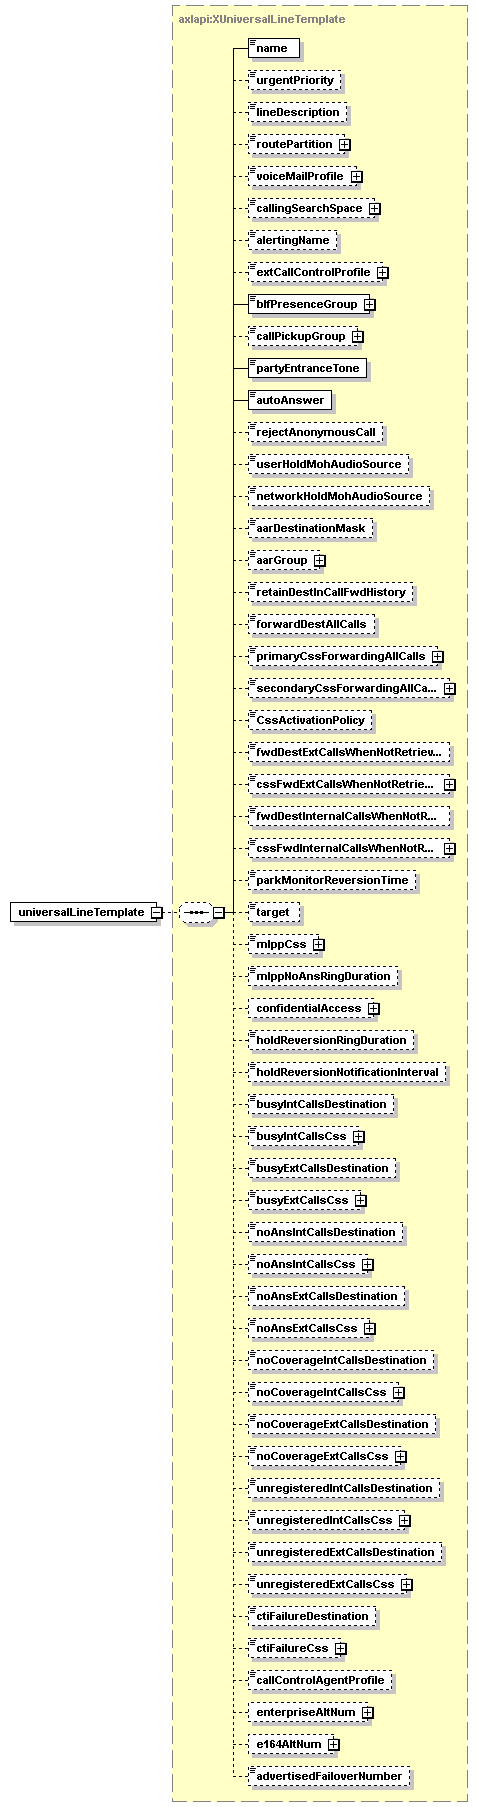 axlapi:XUniversalLineTemplate
name
urgentPriority
lineDescription
routePartition
voiceMailProfile
callingSearchSpace
alertingName
extCallControlProfile
blfPresenceGroup
callPickupGroup
partyEntranceTone
autoAnswer
rejectAnonymousCall
userHoldMohAudioSource
networkHoldMohAudioSource
aarDestinationMask
aarGroup
retainDestInCallFwdHistory
forwardDestAllCalls
primaryCssForwardingAllCalls
secondaryCssForwardingAllCa...
CssActivationPolicy
fwdDestExtCallsWhenNotRetriev...
cssFwdExtCallsWhenNotRetrie...
fwdDestInternalCallsWhenNotR...
cssFwdInternalCallsWhenNotR...
parkMonitorReversionTime
universalLineTemplate
target
mlppCss
mlppNoAnsRingDuration
confidentialAccess
holdReversionRingDuration
holdReversionNotificationInterval
busyIntCallsDestination
busyIntCallsCss
busyExtCallsDestination
busyExtCallsCss
noAnsIntCallsDestination
noAnsIntCallsCss
noAnsExtCallsDestination
noAnsExtCallsCss
noCoverageIntCallsDestination
noCoverageIntCallsCss
noCoverageExtCallsDestination
noCoverageExtCallsCss
unregisteredIntCallsDestination
unregisteredIntCallsCss
unregisteredExtCallsDestination
unregisteredExtCallsCss
ctiFailureDestination
ctiFailureCss
callControlAgentProfile
enterpriseAltNum
e164AltNum
advertisedFailoverNumber